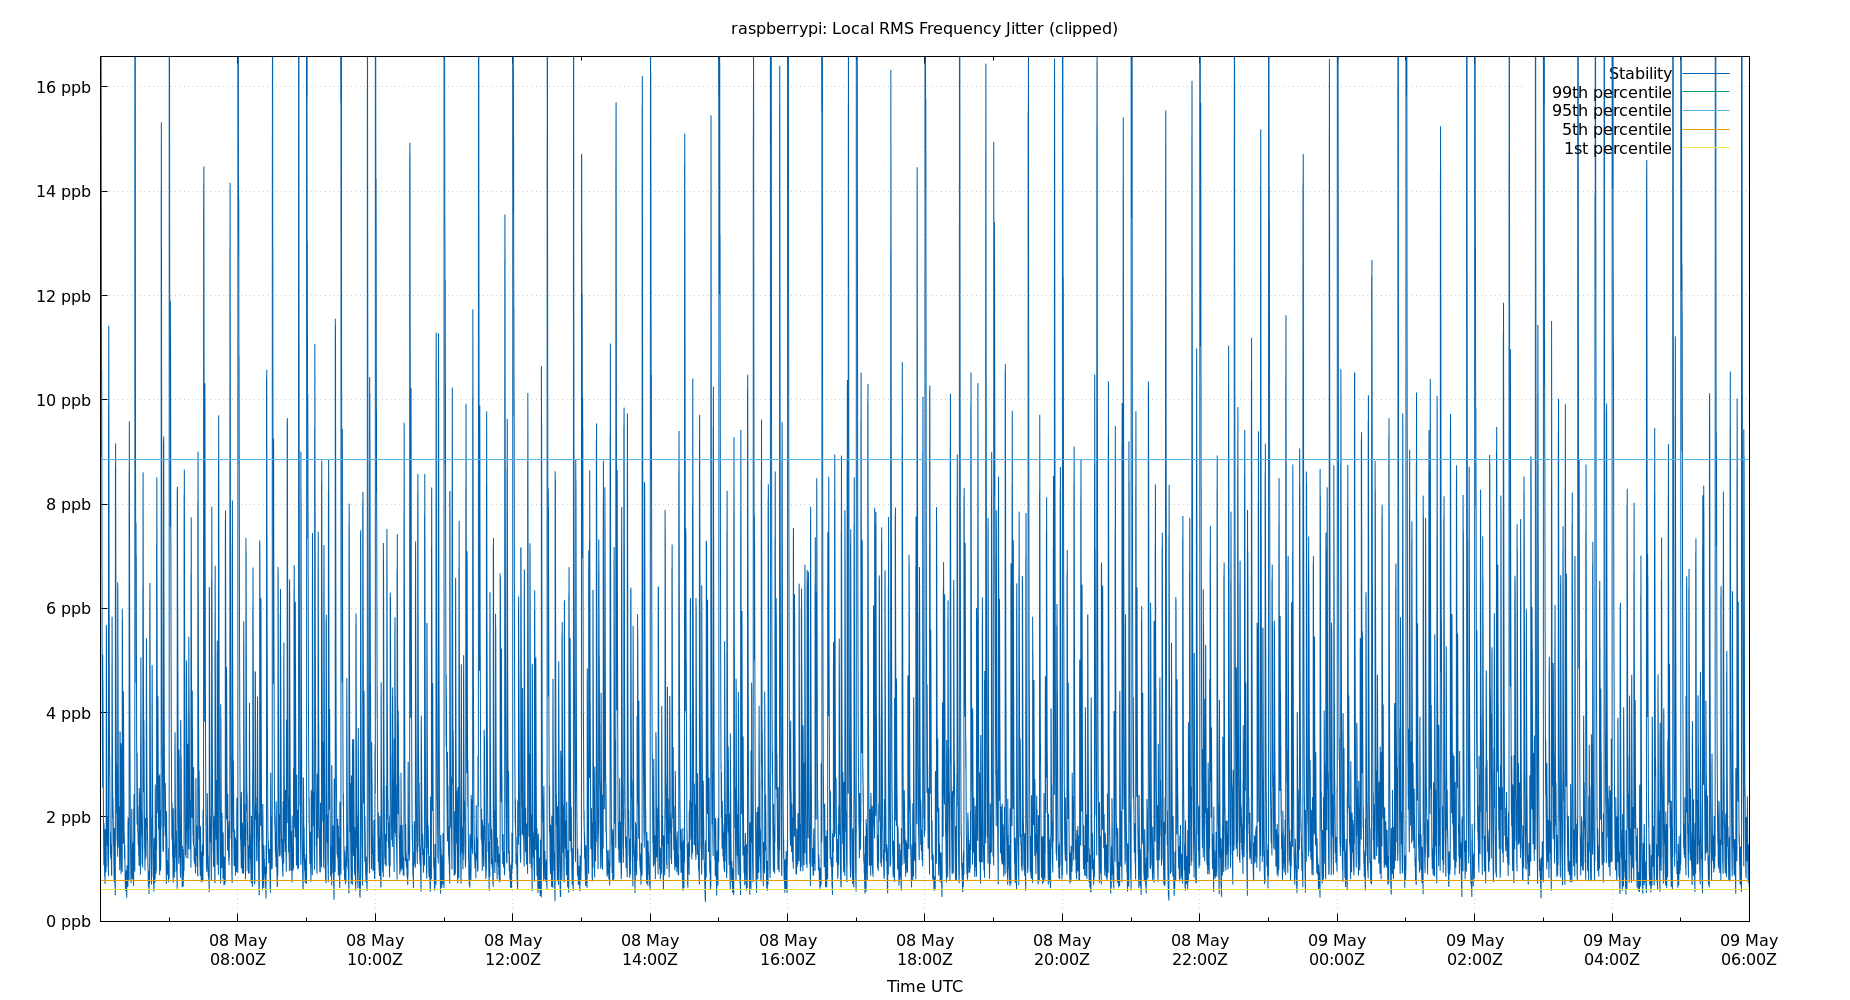 raspberrypi: Local RMS Frequency Jitter (clipped)
Stability
99th percentile
95th percentile
5th percentile
1st percentile
16 ppb
14 ppb
12 ppb
10 ppb
8 ppb
6 ppb
4 ppb
2 ppb
0 ppb
08 May 08 May 08 May 08 May 08 May 08 May 08 May 08 May 09 May 09 May 09 May 09 May
08:00Z 10:00Z 12:00Z 14:00Z 16:00Z 18:00Z 20:00Z 22:00Z 00:00Z 02:00Z 04:00Z 06:00Z
Time UTC